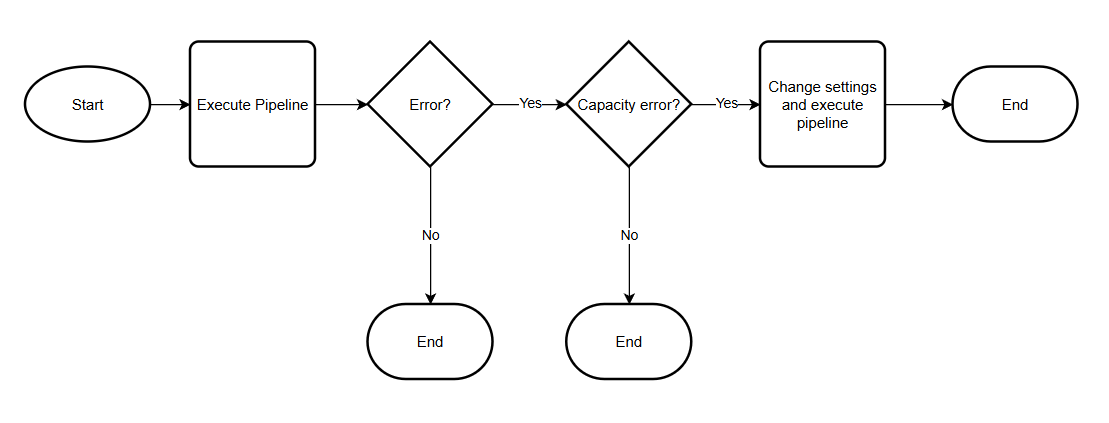 Start
Execute Pipeline
Error?
Yes
Capacity error?
Yes
Change settings
and execute
pipeline
End
No
No
End
End